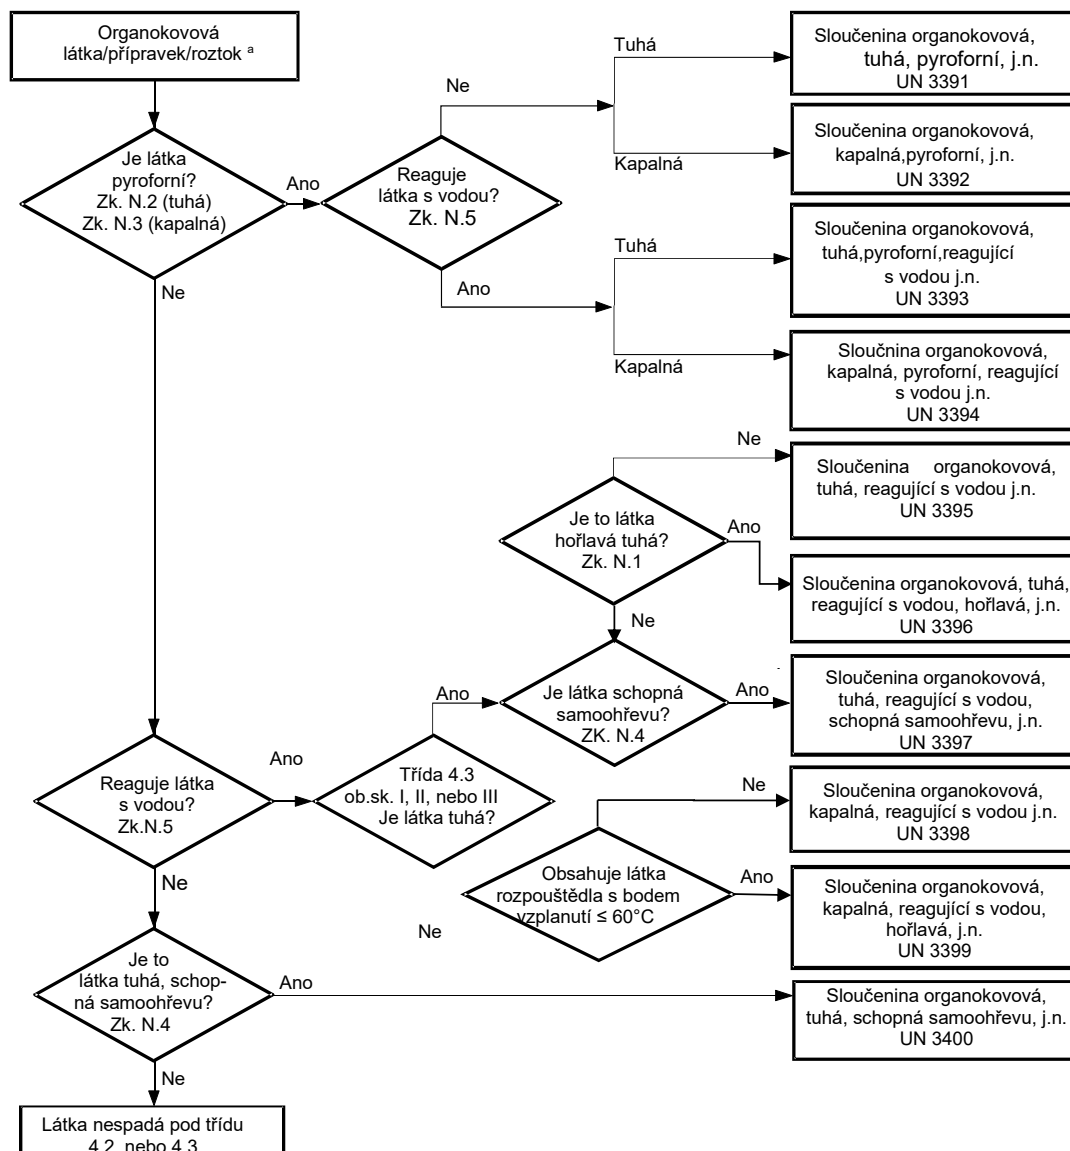 Organokovová
látka/přípravek/roztok ª
Je látka
pyroforní?
Zk. N.2 (tuhá)
Zk. N.3 (kapalná)
Ano
Ne
Reaguje
látka s vodou?
Zk. N.5
Ne
Ano
Tuhá
Kapalná
Tuhá
Kapalná
Sloučenina organokovová,
tuhá, pyroforní, j.n.
UN 3391
Sloučenina organokovová,
kapalná,pyroforní, j.n.
UN 3392
Sloučenina organokovová,
tuhá,pyroforní,reagující
s vodou j.n.
UN 3393
Sloučnina organokovová,
kapalná, pyroforní, reagující
s vodou j.n.
UN 3394
Ne
Sloučenina organokovová,
tuhá, reagující s vodou j.n.
UN 3395
Je to látka
hořlavá tuhá?
Zk. N.1
Ano
Ne
Sloučenina organokovová, tuhá,
reagující s vodou, hořlavá, j.n.
UN 3396
Je látka schopná
samoohřevu?
ZK. N.4
Ano
Ano
Sloučenina organokovová,
tuhá, reagující s vodou,
schopná samoohřevu, j.n.
UN 3397
Reaguje látka
s vodou?
Zk.N.5
Ano
Ne
Třída 4.3
ob.sk. I, II, nebo III
Je látka tuhá?
Ne
Sloučenina organokovová,
kapalná, reagující s vodou j.n.
UN 3398
Obsahuje látka
rozpouštědla s bodem
vzplanutí ≤ 60°C
Ano
Ne
Sloučenina organokovová,
kapalná, reagující s vodou,
hořlavá, j.n.
UN 3399
Je to
látka tuhá, schop-
ná samoohřevu?
Zk. N.4
Ano
Ne
Sloučenina organokovová,
tuhá, schopná samoohřevu, j.n.
UN 3400
Látka nespadá pod třídu
4.2, nebo 4.3